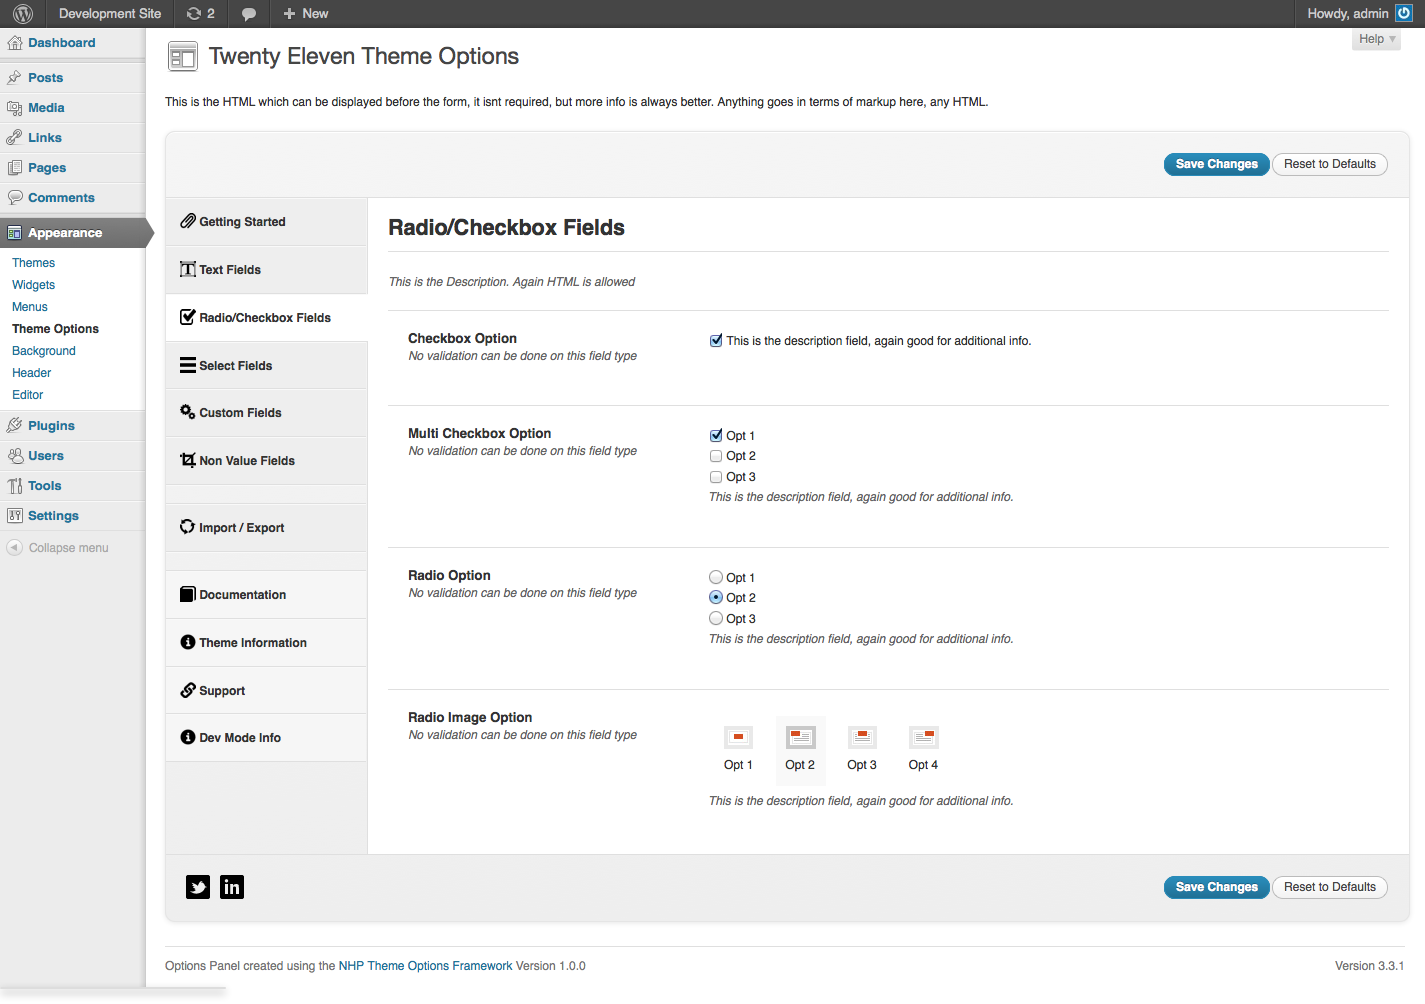 Development Site
2
New
Howdy, admin
Help
Dashboard
Posts
Media
Links
Pages
Comments
Appearance
Themes
Widgets
Menus
Theme Options
Background
Header
Editor
Plugins
Users
Tools
Settings
Collapse menu
Twenty Eleven Theme Options
This is the HTML which can be displayed before the form, it isnt required, but more info is always better. Anything goes in terms of markup here, any HTML.
Save Changes
Reset to Defaults
Getting Started
Text Fields
Radio/Checkbox Fields
Select Fields
Custom Fields
Non Value Fields
Import / Export
Documentation
Theme Information
Support
Dev Mode Info
Radio/Checkbox Fields
This is the Description. Again HTML is allowed
Checkbox Option
No validation can be done on this field type
This is the description field, again good for additional info.
Multi Checkbox Option
No validation can be done on this field type
Opt 1
Opt 2
Opt 3
This is the description field, again good for additional info.
Radio Option
No validation can be done on this field type
Opt 1
Opt 2
Opt 3
This is the description field, again good for additional info.
Radio Image Option
No validation can be done on this field type
Opt 1
Opt 2
Opt 3
Opt 4
This is the description field, again good for additional info.
in
Save Changes
Reset to Defaults
Options Panel created using the NHP Theme Options Framework Version 1.0.0
Version 3.3.1